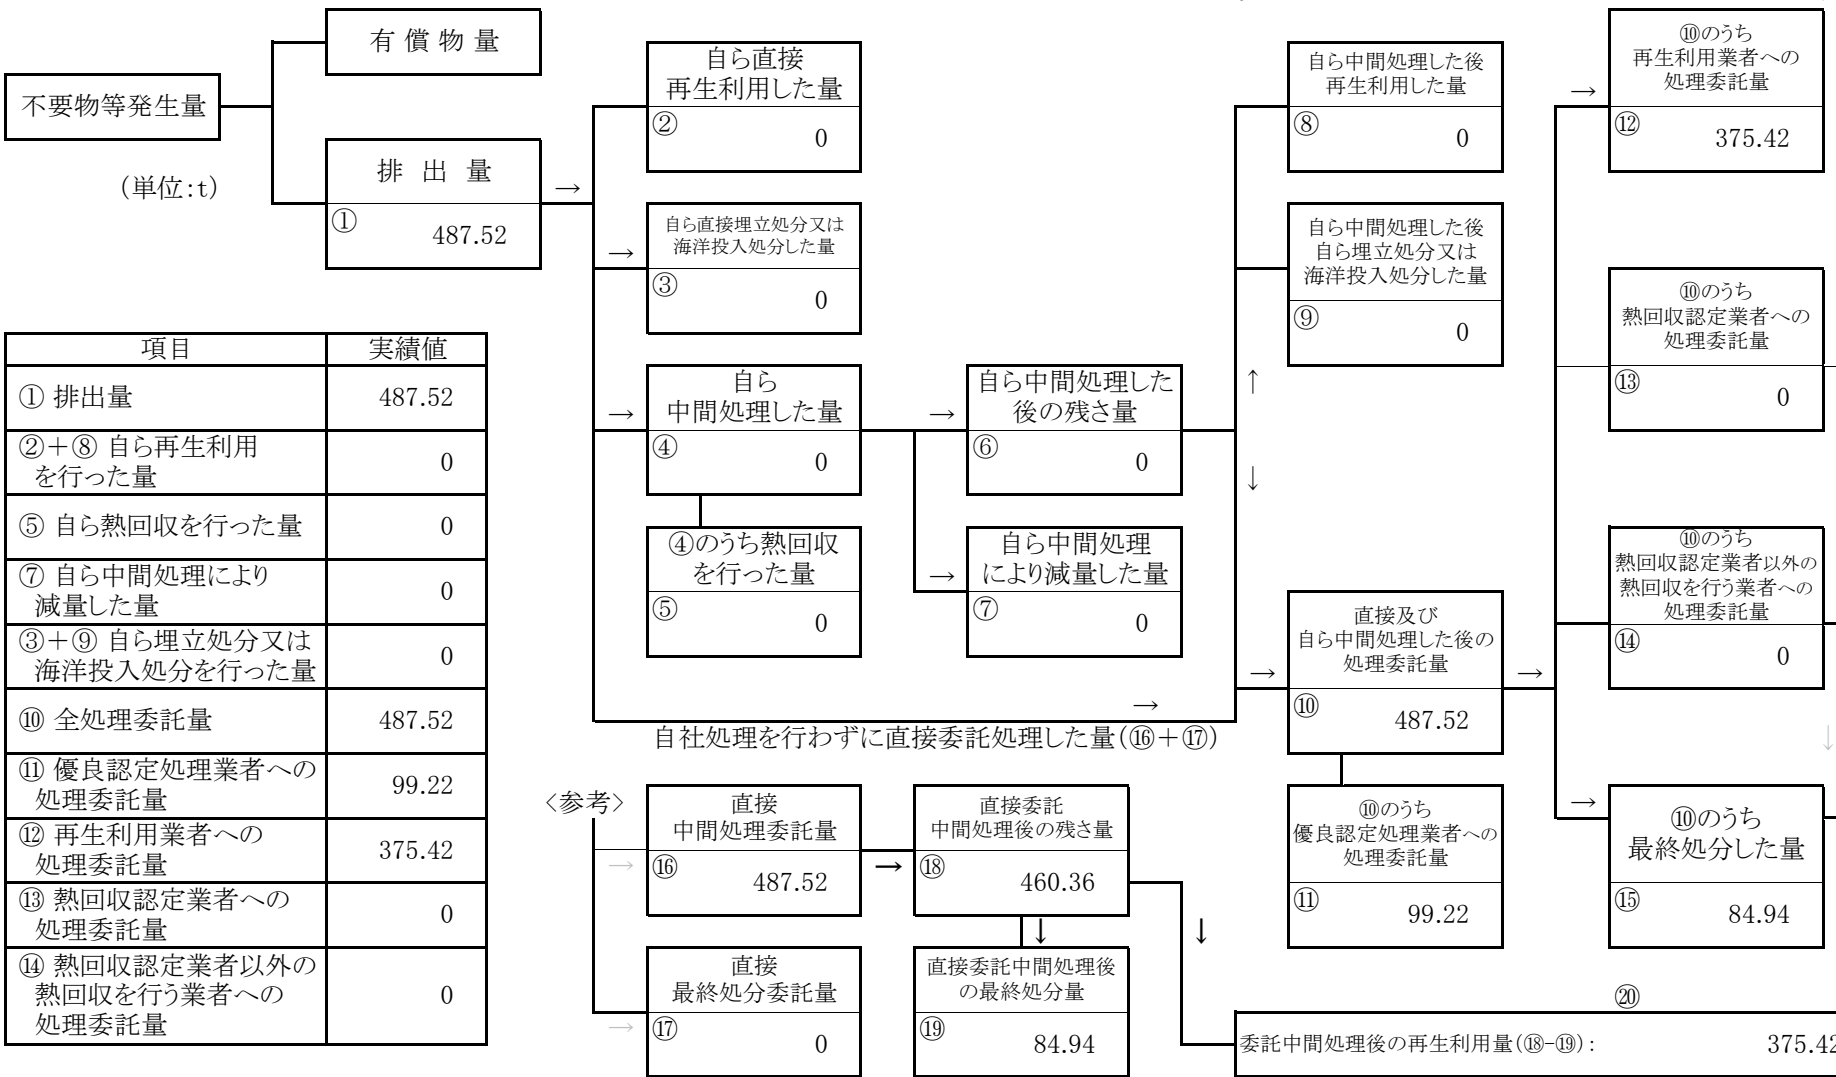 有 償 物 量
不要物等発生量
(単位:t)
排 出 量
→
①
487.52
自ら直接
再生利用した量
②
0
→
自ら直接埋立処分又は
海洋投入処分した量
③
0
→
自ら
中間処理した量
④
0
④のうち熱回収
を行った量
⑤
0
→
自ら中間処理した
後の残さ量
⑥
0
→
自ら中間処理
により減量した量
⑦
0
自ら中間処理した後
再生利用した量
⑧
0
自ら中間処理した後
自ら埋立処分又は
海洋投入処分した量
⑨
0
↑
↓
→
自社処理を行わずに直接委託処理した量(⑯+⑰)
→
直接及び
自ら中間処理した後の
処理委託量
⑩
487.52
→
⑩のうち
優良認定処理業者への
処理委託量
⑪
99.22
→
⑩のうち
再生利用業者への
処理委託量
⑫
375.42
⑩のうち
熱回収認定業者への
処理委託量
⑬
0
⑩のうち
熱回収認定業者以外の
熱回収を行う業者への
処理委託量
⑭
0
↓
→
⑩のうち
最終処分した量
⑮
84.94
項目 実績値
① 排出量 487.52
②+⑧ 自ら再生利用
を行った量 0
⑤ 自ら熱回収を行った量 0
⑦ 自ら中間処理により
減量した量 0
③+⑨ 自ら埋立処分又は
海洋投入処分を行った量 0
⑩ 全処理委託量 487.52
⑪ 優良認定処理業者への
処理委託量 99.22
⑫ 再生利用業者への
処理委託量 375.42
⑬ 熱回収認定業者への
処理委託量 0
⑭ 熱回収認定業者以外の
熱回収を行う業者への
処理委託量 0
〈参考〉
→
直接
中間処理委託量
⑯
487.52
→
直接委託
中間処理後の残さ量
⑱
460.36
↓
↓
→
直接
最終処分委託量
⑰
0
直接委託中間処理後
の最終処分量
⑲
84.94
⑳
委託中間処理後の再生利用量(⑱-⑲): 375.42